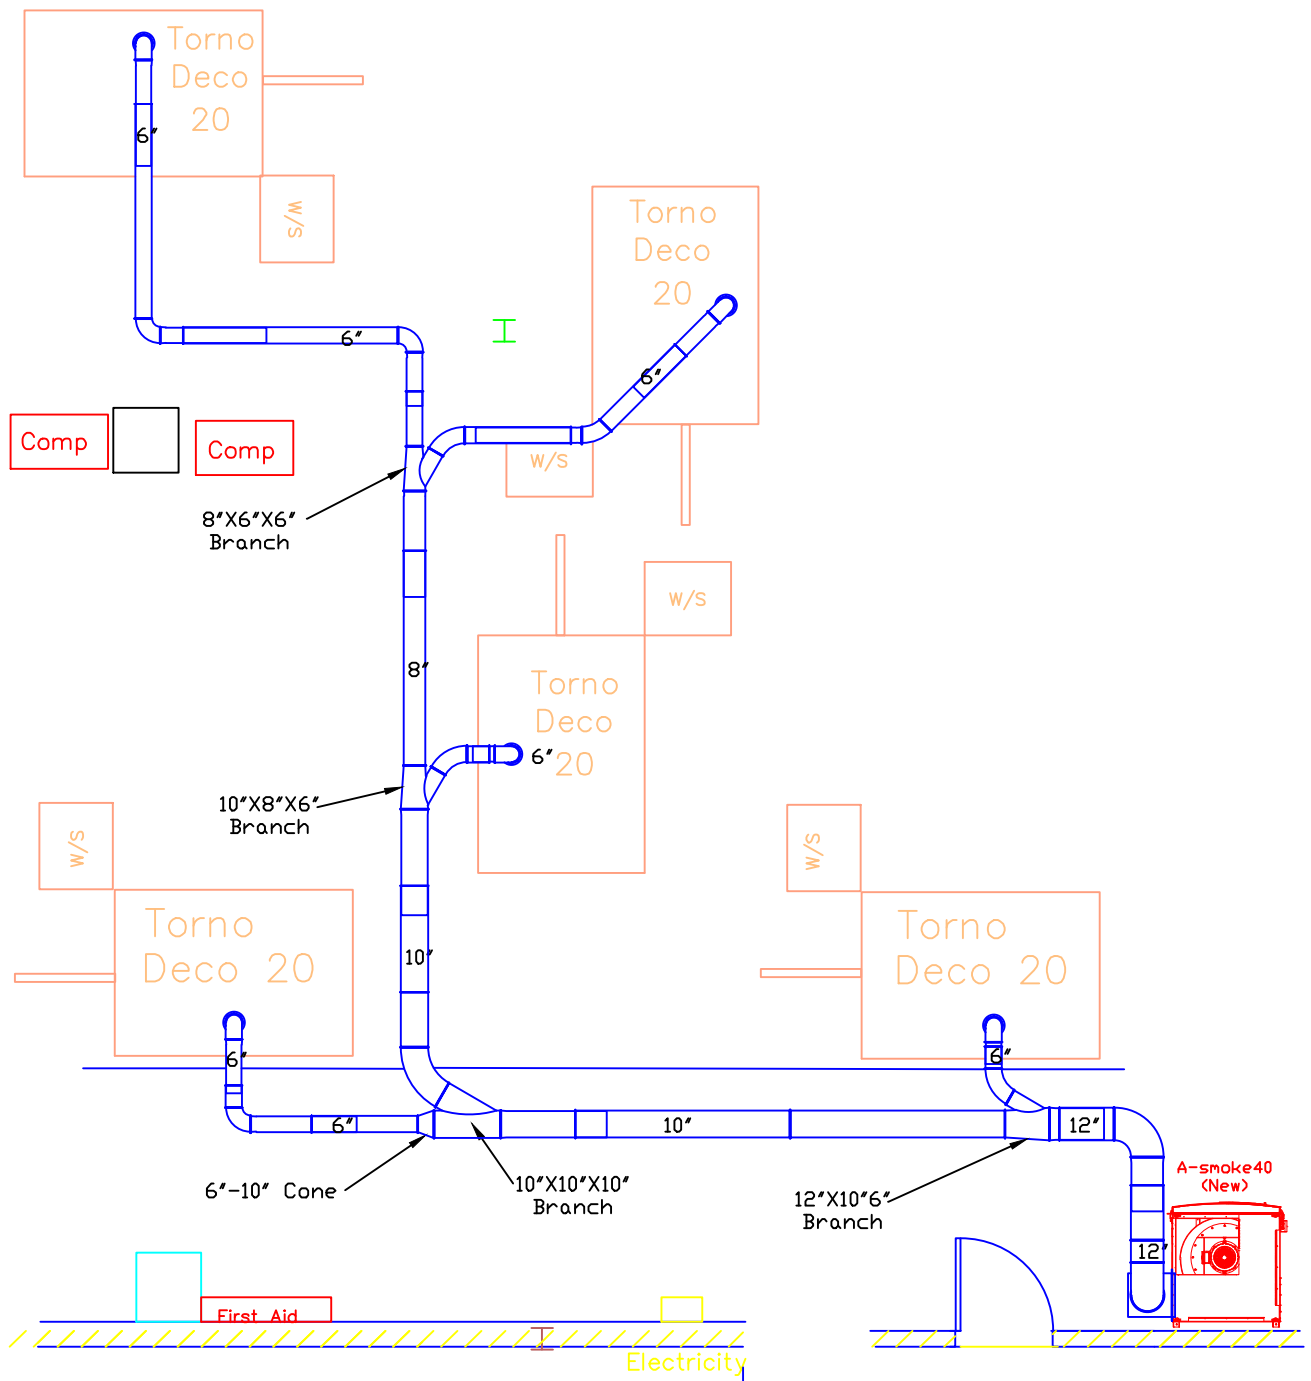 Torno
Deco
20
6"
W/S
Torno
Deco
20
6"
6"
Comp
Comp
W/S
8"X6"X6"
Branch
W/S
8"
Torno
Deco
20
6"
10"X8"X6"
Branch
W/S
W/S
Torno
Deco 20
Torno
Deco 20
10"
6"
6"
6"
10"
12"
6"-10" Cone
10"X10"X10"
Branch
12"X10"6"
Branch
A-smoke40
(New)
12"
First Aid
Electricity